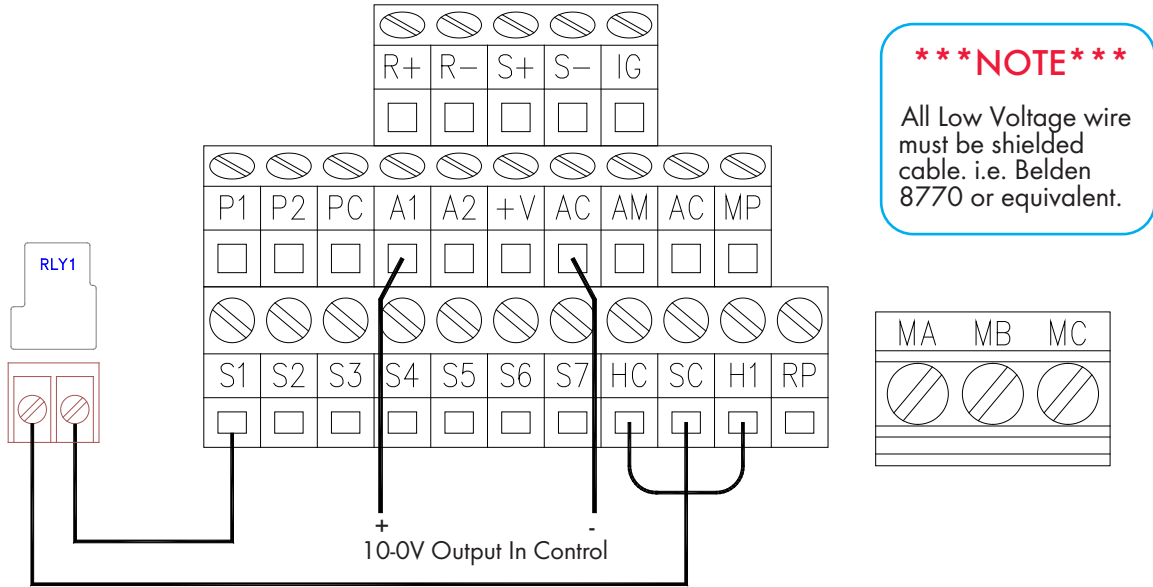 R+ R− S+ S− IG
***NOTE***
All Low Voltage wire
must be shielded
cable. i.e. Belden
8770 or equivalent.
P1 P2 PC A1 A2 +V AC AM AC MP
RLY1
S1 S2 S3 S4 S5 S6 S7 HC SC H1 RP
MA MB MC
+ -
10-0V Output In Control